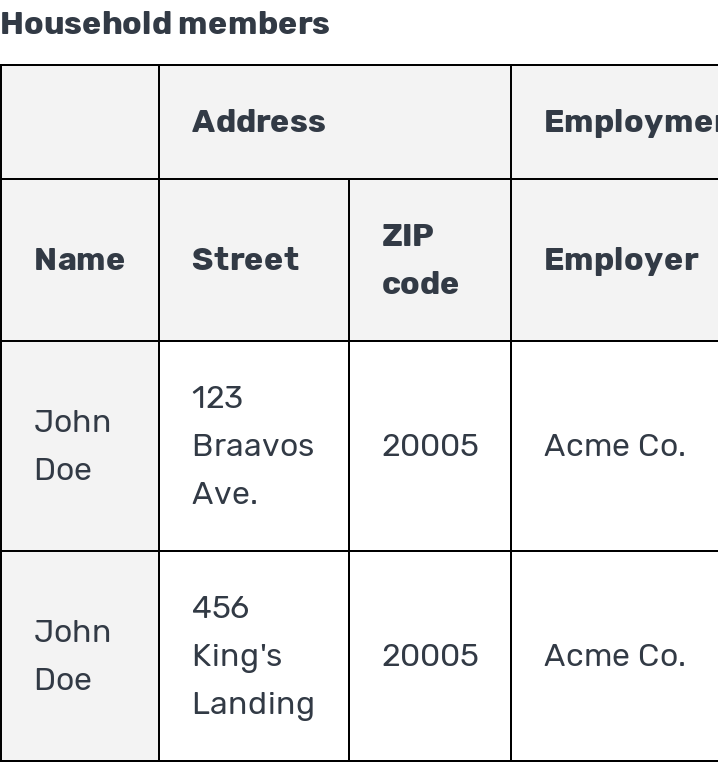 Household members
Address Employmen
Name Street ZIP code Employer
John Doe 123 Braavos Ave. 20005 Acme Co.
John Doe 456 King's Landing 20005 Acme Co.